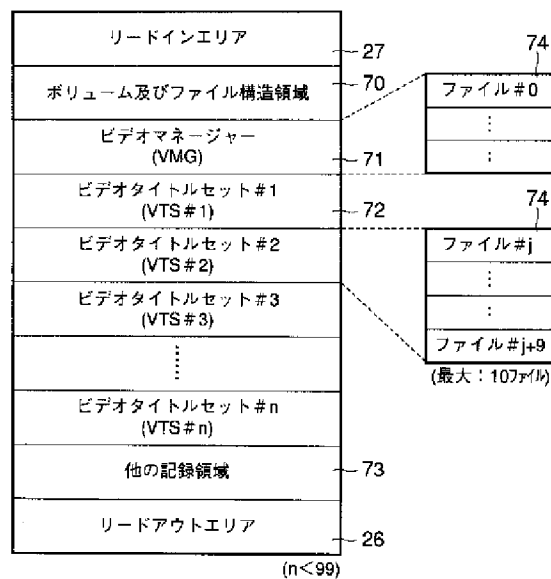 リードインエリア
27
ボリューム及びファイル構造領域
70
ビデオマネージャー
(VMG)
71
ビデオタイトルセット#1
(VTS#1)
72
ビデオタイトルセット#2
(VTS#2)
ビデオタイトルセット#3
(VTS#3)
ビデオタイトルセット#n
(VTS#n)
他の記録領域
73
リードアウトエリア
26
(n<99)
74
ファイル#0
74
ファイル#j
ファイル#j+9
(最大：10ファイル)